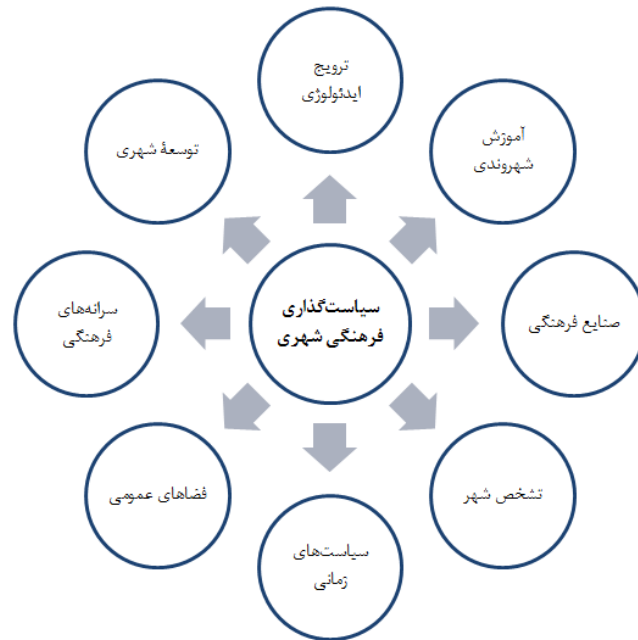 ترویج
ایدئولوژی
آموزش
شهروندی
صنایع فرهنگی
تشخص شهر
سیاست‌های
زمانی
فضاهای عمومی
سرانه‌های
فرهنگی
توسعهٔ شهری
سیاست‌گذاری
فرهنگی شهری